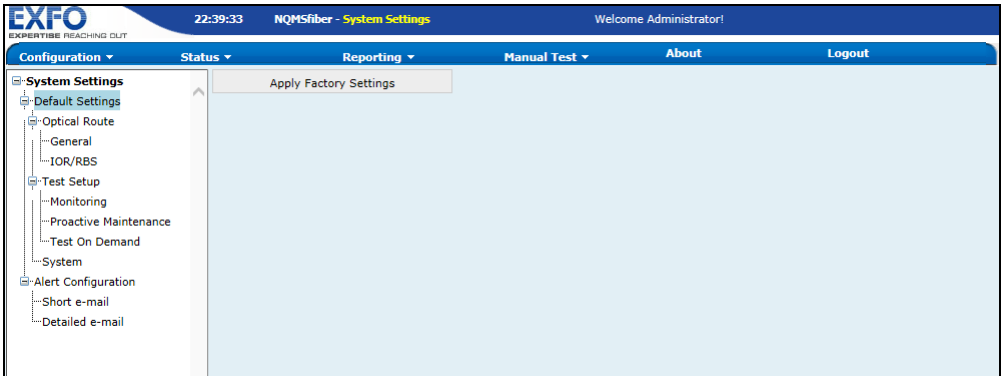 EXFO
EXPERTISE REACHING OUT
22:39:33 NQMSfiber - System Settings Welcome Administrator!
Configuration Status Reporting Manual Test About Logout
System Settings
Default Settings
Optical Route
General
IOR/RBS
Test Setup
Monitoring
Proactive Maintenance
Test On Demand
System
Alert Configuration
Short e-mail
Detailed e-mail
Apply Factory Settings